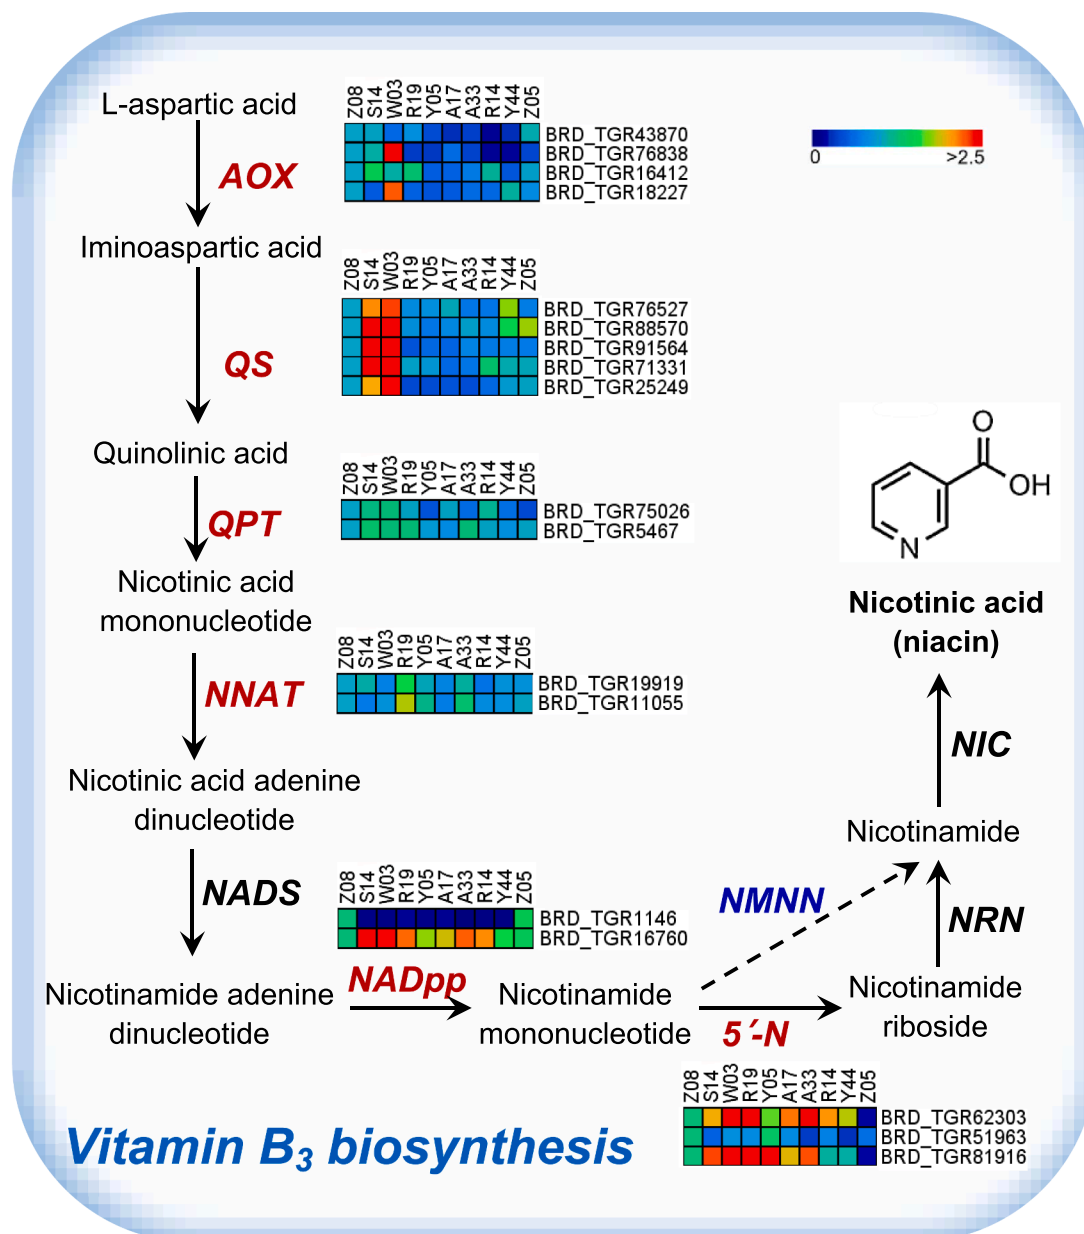 L-aspartic acid
AOX
Z08 S14 W03 R19 Y05 A17 A33 R14 Y44 Z05
BRD_TGR43870
BRD_TGR76838
BRD_TGR16412
BRD_TGR18227
0 >2.5
Iminoaspartic acid
QS
Z08 S14 W03 R19 Y05 A17 A33 R14 Y44 Z05
BRD_TGR76527
BRD_TGR88570
BRD_TGR91564
BRD_TGR71331
BRD_TGR25249
Quinolinic acid
QPT
Z08 S14 W03 R19 Y05 A17 A33 R14 Y44 Z05
BRD_TGR75026
BRD_TGR5467
Nicotinic acid
mononucleotide
NNAT
Z08 S14 W03 R19 Y05 A17 A33 R14 Y44 Z05
BRD_TGR19919
BRD_TGR11055
Nicotinic acid adenine
dinucleotide
NADS
Nicotinamide adenine
dinucleotide
Z08 S14 W03 R19 Y05 A17 A33 R14 Y44 Z05
BRD_TGR1146
BRD_TGR16760
NADpp
Nicotinamide
mononucleotide
NMNN
5′-N
Z08 S14 W03 R19 Y05 A17 A33 R14 Y44 Z05
BRD_TGR62303
BRD_TGR51963
BRD_TGR81916
Nicotinamide
riboside
NRN
Nicotinamide
NIC
Nicotinic acid
(niacin)
O
OH
N
Vitamin B3 biosynthesis